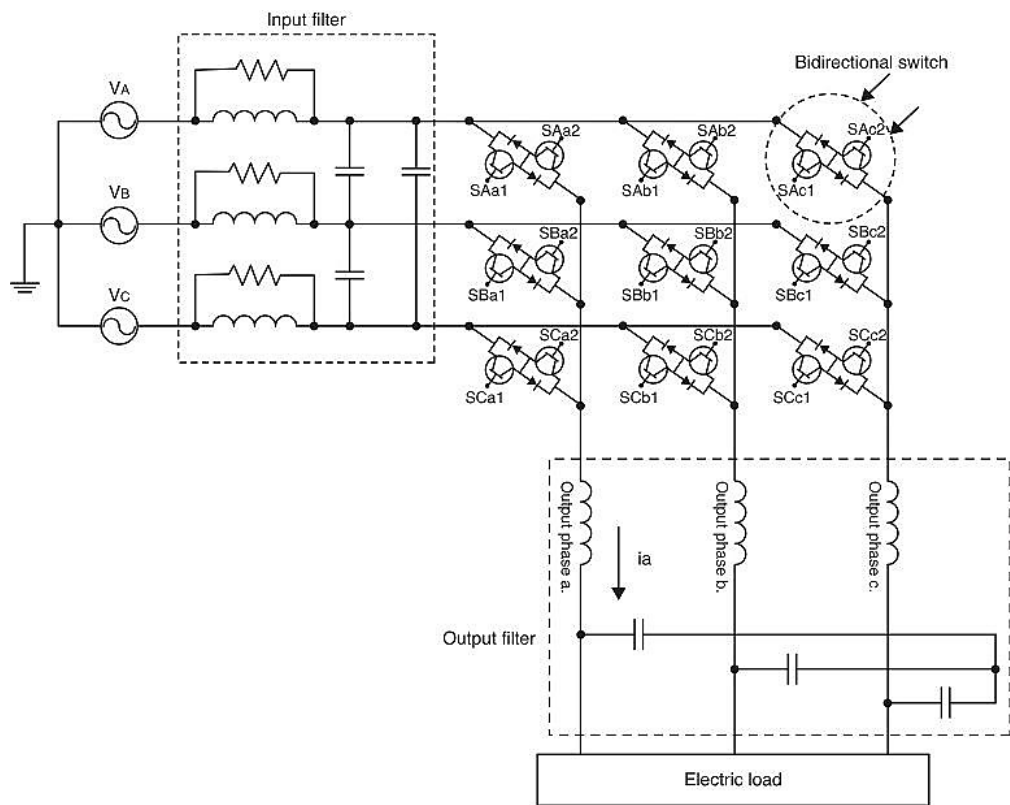 Input filter
Bidirectional switch
VA
SAa2
SAb2
SAc2
SAa1
SAb1
SAc1
VB
SBa2
SBb2
SBc2
SBa1
SBb1
SBc1
VC
SCa2
SCb2
SCc2
SCa1
SCb1
SCc1
Output phase a.
ia
Output phase b.
Output phase c.
Output filter
Electric load